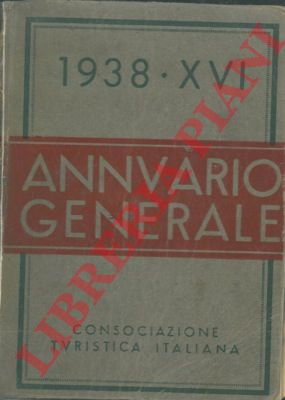 1938 · XVI
ANNVARIO
GENERALE
CONSOCIAZIONE
TVRISTICA ITALIANA
LIBRERIA PIANI